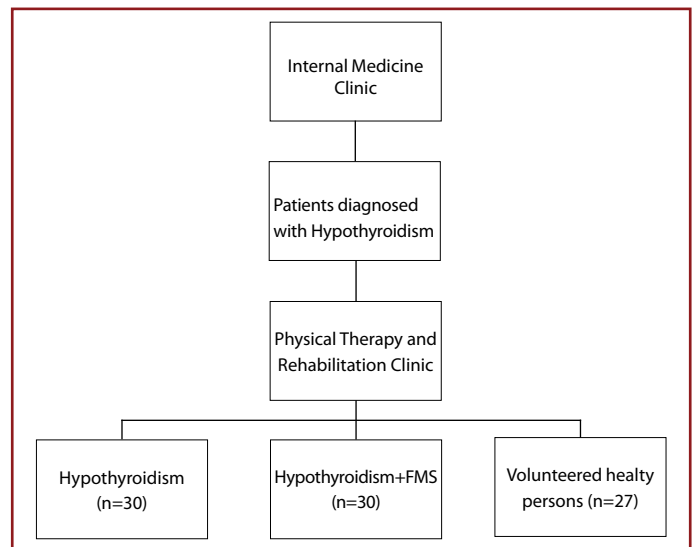 Internal Medicine
Clinic
Patients diagnosed
with Hypothyroidism
Physical Therapy and
Rehabilitation Clinic
Hypothyroidism
(n=30)
Hypothyroidism+FMS
(n=30)
Volunteered healty
persons (n=27)